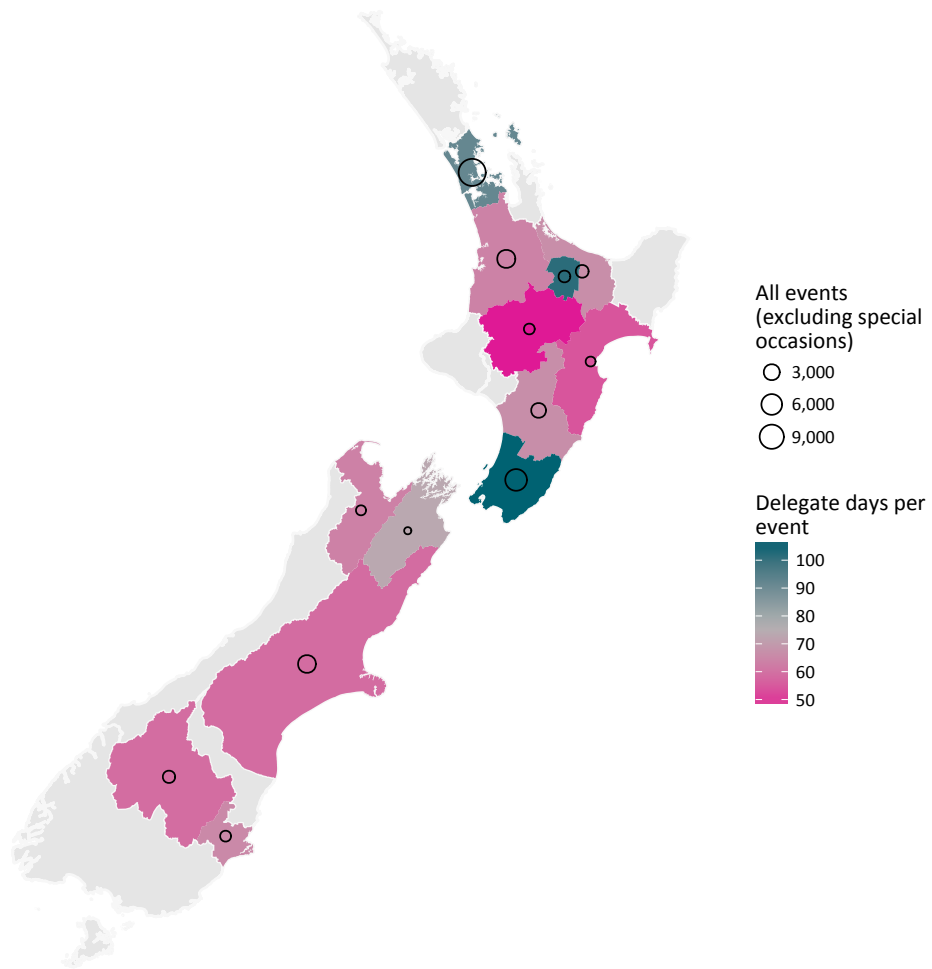 All events
(excluding special
occasions)
3,000
6,000
9,000
Delegate days per
event
100
90
80
70
60
50